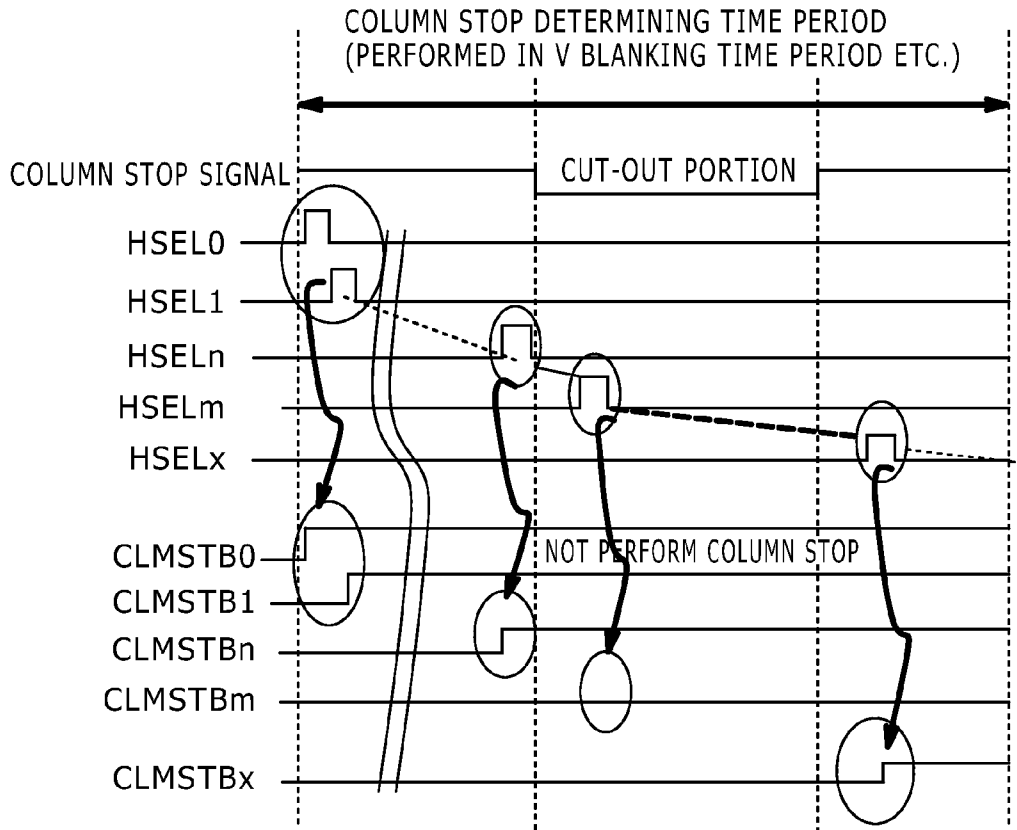 COLUMN STOP DETERMINING TIME PERIOD
(PERFORMED IN V BLANKING TIME PERIOD ETC.)
COLUMN STOP SIGNAL
CUT-OUT PORTION
HSEL0
HSEL1
HSELn
HSELm
HSELx
CLMSTB0
NOT PERFORM COLUMN STOP
CLMSTB1
CLMSTBn
CLMSTBm
CLMSTBx